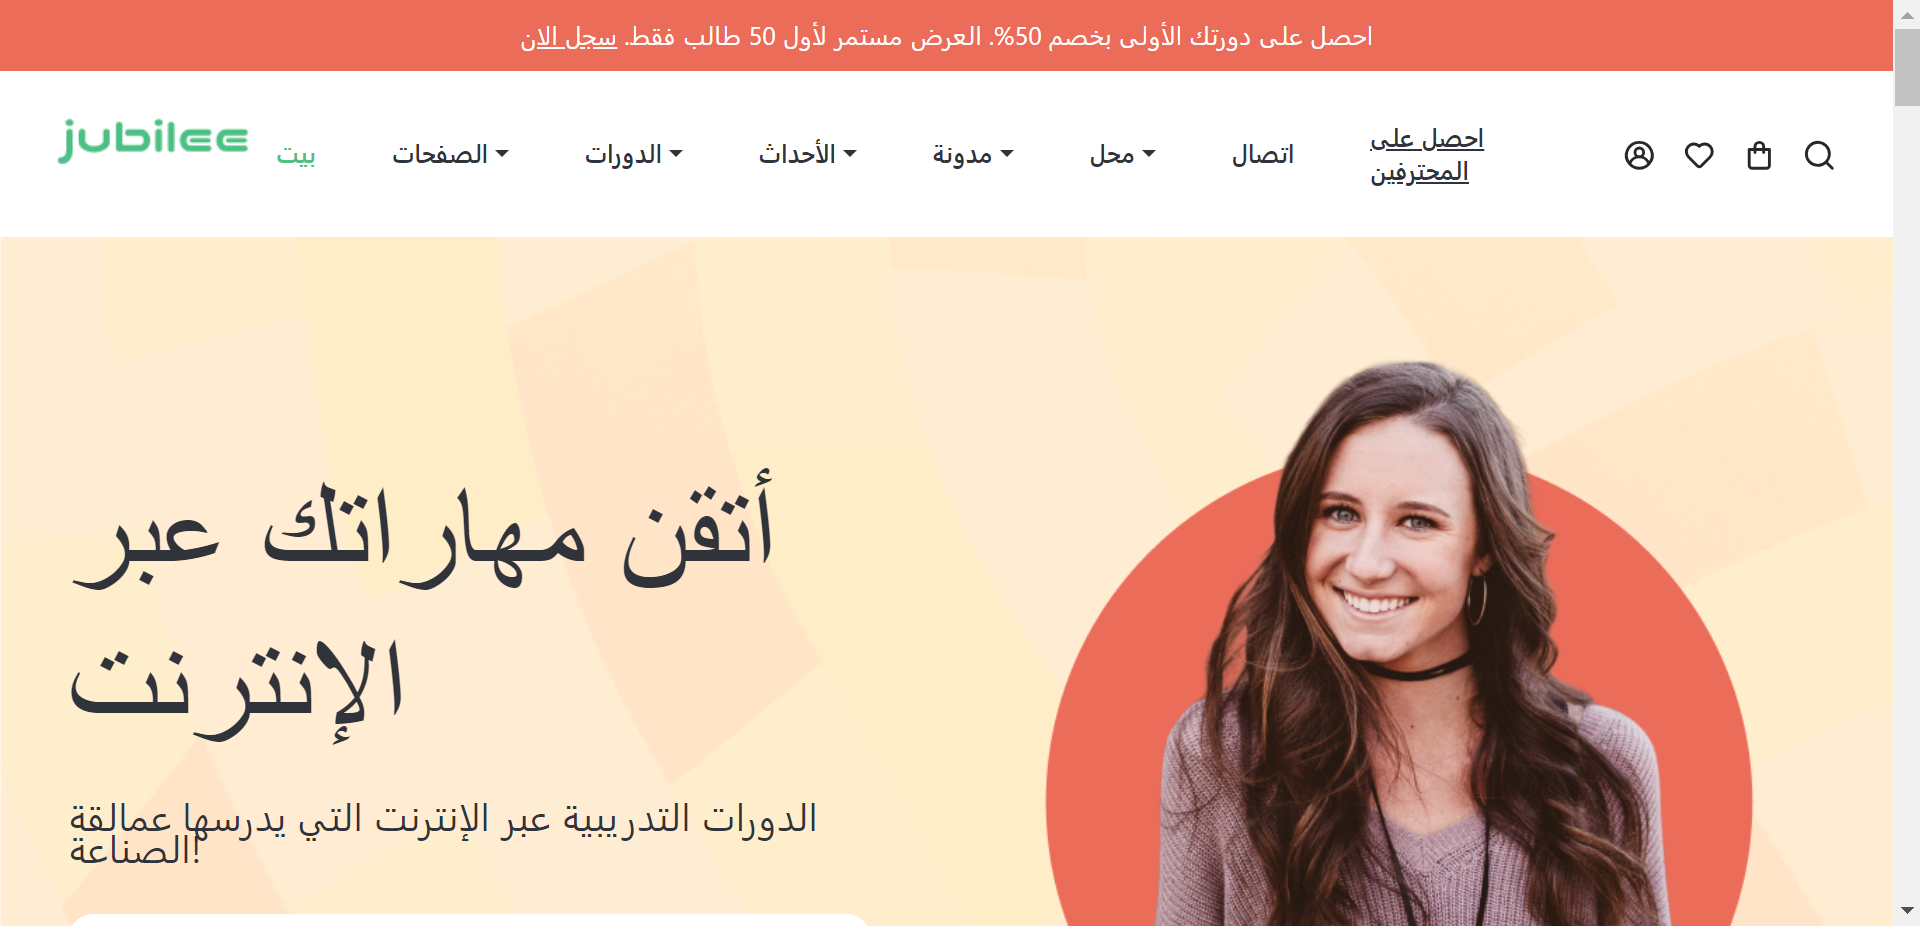 احصل على دورتك الأولى بخصم 50%. العرض مستمر لأول 50 طالب فقط. سجل الان
jubilee
بيت
الصفحات
الدورات
الأحداث
مدونة
محل
اتصال
احصل على
المحترفين
أتقن مهاراتك عبر
الإنترنت
الدورات التدريبية عبر الإنترنت التي يدرسها عمالقة
الصناعة!